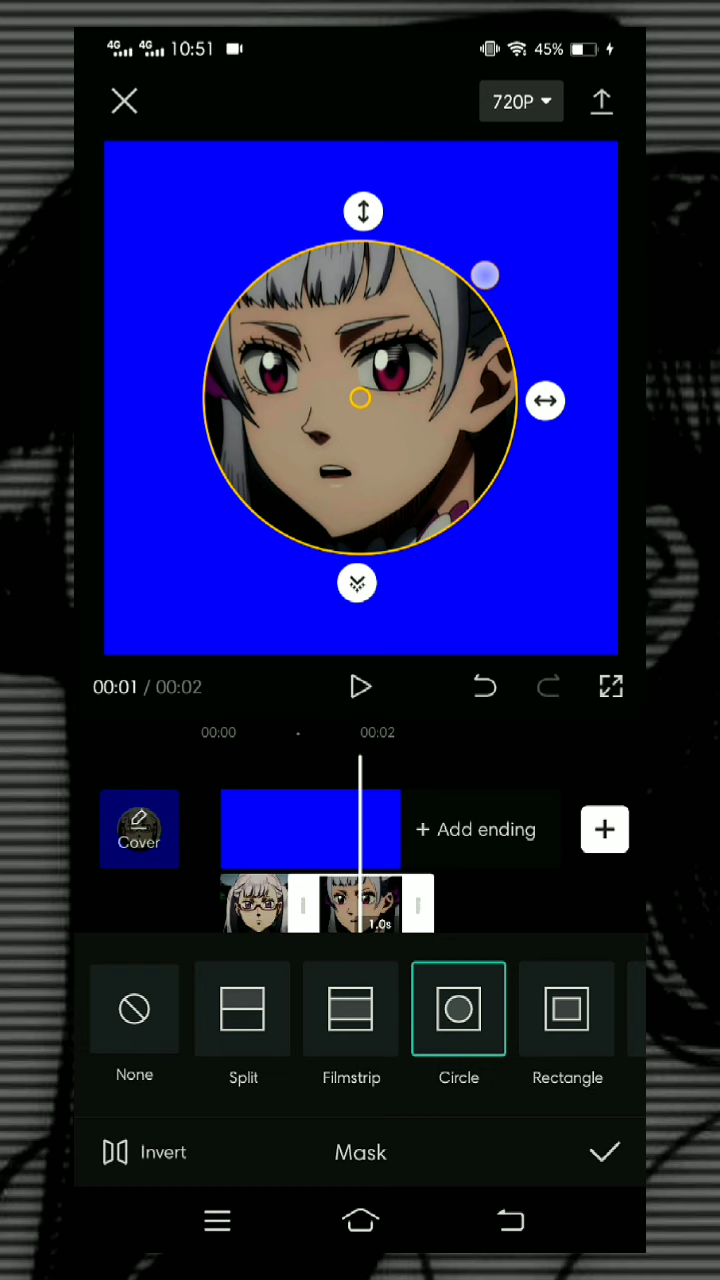 4G 4G 10:51 45%
720P
00:01 / 00:02
00:00 00:02
Cover + Add ending +
1.0s
None Split Filmstrip Circle Rectangle
Invert Mask